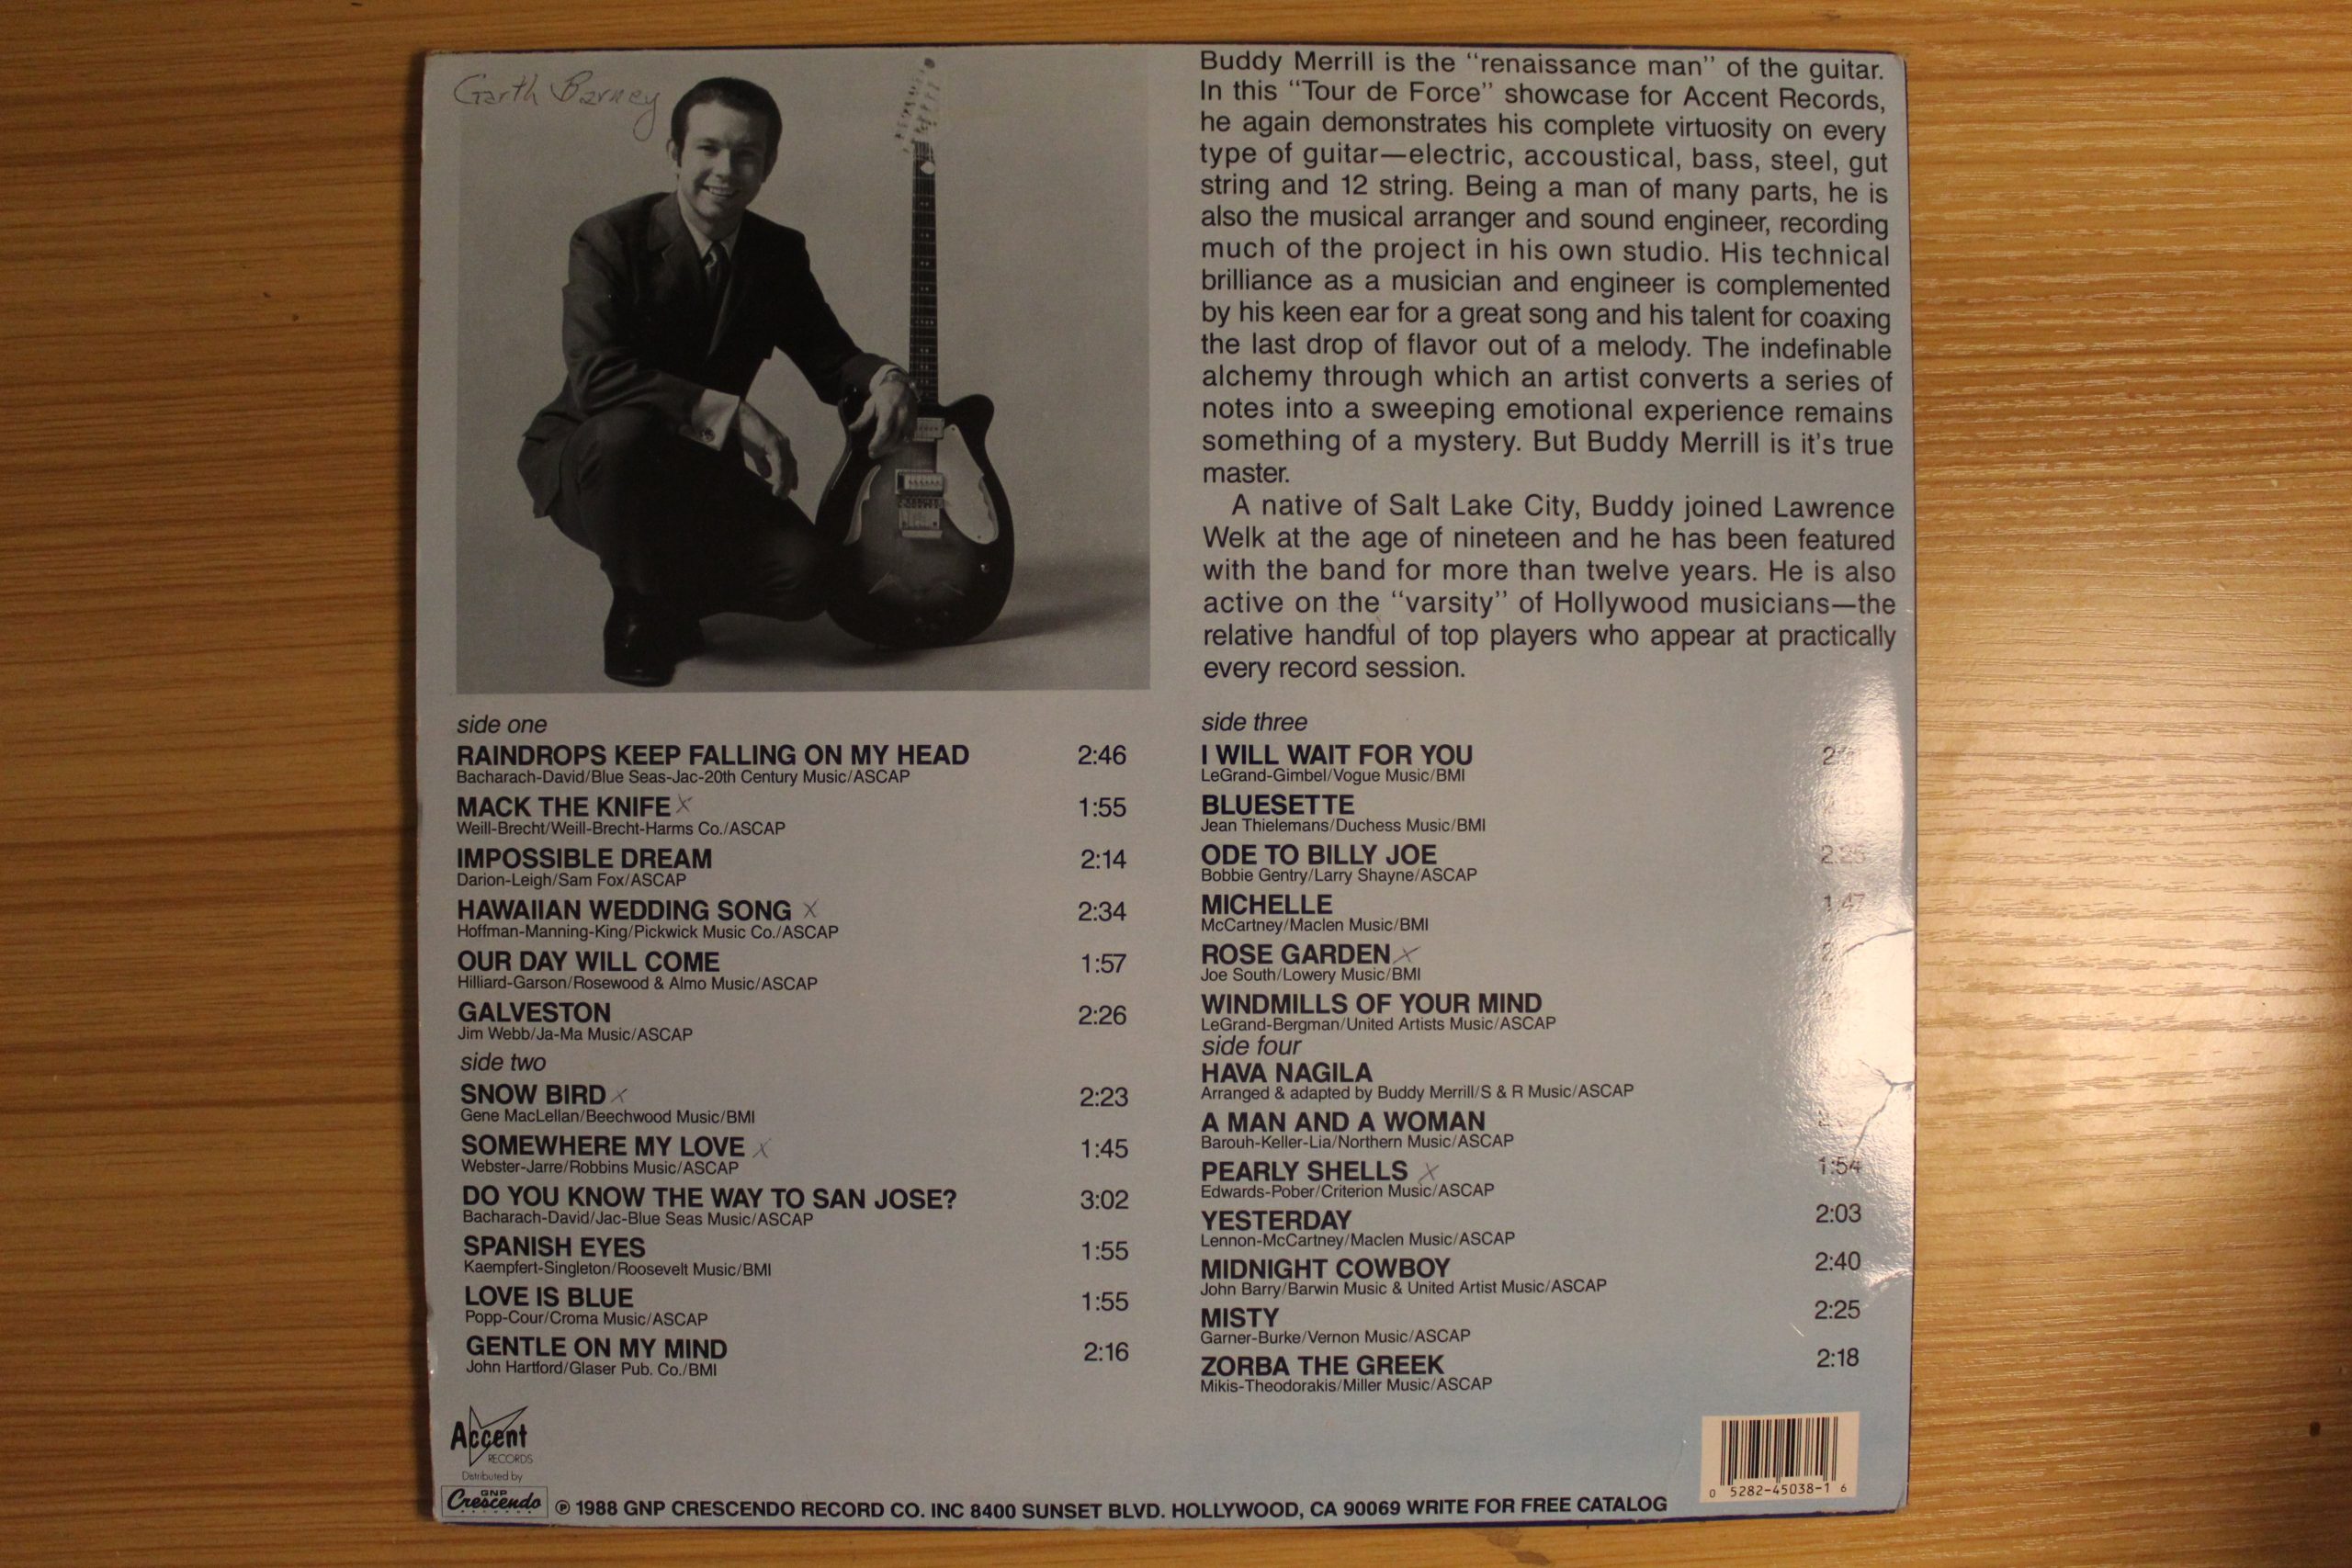 Garth Barney
Buddy Merrill is the "renaissance man" of the guitar.
In this "Tour de Force" showcase for Accent Records,
he again demonstrates his complete virtuosity on every
type of guitar—electric, accoustical, bass, steel, gut
string and 12 string. Being a man of many parts, he is
also the musical arranger and sound engineer, recording
much of the project in his own studio. His technical
brilliance as a musician and engineer is complemented
by his keen ear for a great song and his talent for coaxing
the last drop of flavor out of a melody. The indefinable
alchemy through which an artist converts a series of
notes into a sweeping emotional experience remains
something of a mystery. But Buddy Merrill is it's true
master.
A native of Salt Lake City, Buddy joined Lawrence
Welk at the age of nineteen and he has been featured
with the band for more than twelve years. He is also
active on the "varsity" of Hollywood musicians—the
relative handful of top players who appear at practically
every record session.
side one
RAINDROPS KEEP FALLING ON MY HEAD 2:46
Bacharach-David/Blue Seas-Jac-20th Century Music/ASCAP
MACK THE KNIFE x 1:55
Weill-Brecht/Weill-Brecht-Harms Co./ASCAP
IMPOSSIBLE DREAM 2:14
Darion-Leigh/Sam Fox/ASCAP
HAWAIIAN WEDDING SONG x 2:34
Hoffman-Manning-King/Pickwick Music Co./ASCAP
OUR DAY WILL COME 1:57
Hilliard-Garson/Rosewood & Almo Music/ASCAP
GALVESTON 2:26
Jim Webb/Ja-Ma Music/ASCAP
side two
SNOW BIRD x 2:23
Gene MacLellan/Beechwood Music/BMI
SOMEWHERE MY LOVE x 1:45
Webster-Jarre/Robbins Music/ASCAP
DO YOU KNOW THE WAY TO SAN JOSE? 3:02
Bacharach-David/Jac-Blue Seas Music/ASCAP
SPANISH EYES 1:55
Kaempfert-Singleton/Roosevelt Music/BMI
LOVE IS BLUE 1:55
Popp-Cour/Croma Music/ASCAP
GENTLE ON MY MIND 2:16
John Hartford/Glaser Pub. Co./BMI
side three
I WILL WAIT FOR YOU
LeGrand-Gimbel/Vogue Music/BMI
BLUESETTE
Jean Thielemans/Duchess Music/BMI
ODE TO BILLY JOE
Bobbie Gentry/Larry Shayne/ASCAP
MICHELLE 1:47
McCartney/Maclen Music/BMI
ROSE GARDEN x
Joe South/Lowery Music/BMI
WINDMILLS OF YOUR MIND
LeGrand-Bergman/United Artists Music/ASCAP
side four
HAVA NAGILA
Arranged & adapted by Buddy Merrill/S & R Music/ASCAP
A MAN AND A WOMAN
Barouh-Keller-Lia/Northern Music/ASCAP
PEARLY SHELLS x 1:54
Edwards-Pober/Criterion Music/ASCAP
YESTERDAY 2:03
Lennon-McCartney/Maclen Music/ASCAP
MIDNIGHT COWBOY 2:40
John Barry/Barwin Music & United Artist Music/ASCAP
MISTY 2:25
Garner-Burke/Vernon Music/ASCAP
ZORBA THE GREEK 2:18
Mikis-Theodorakis/Miller Music/ASCAP
Accent
RECORDS
Distributed by
GNP
Crescendo
℗ 1988 GNP CRESCENDO RECORD CO. INC 8400 SUNSET BLVD. HOLLYWOOD, CA 90069 WRITE FOR FREE CATALOG
0 5282-45038-1 6